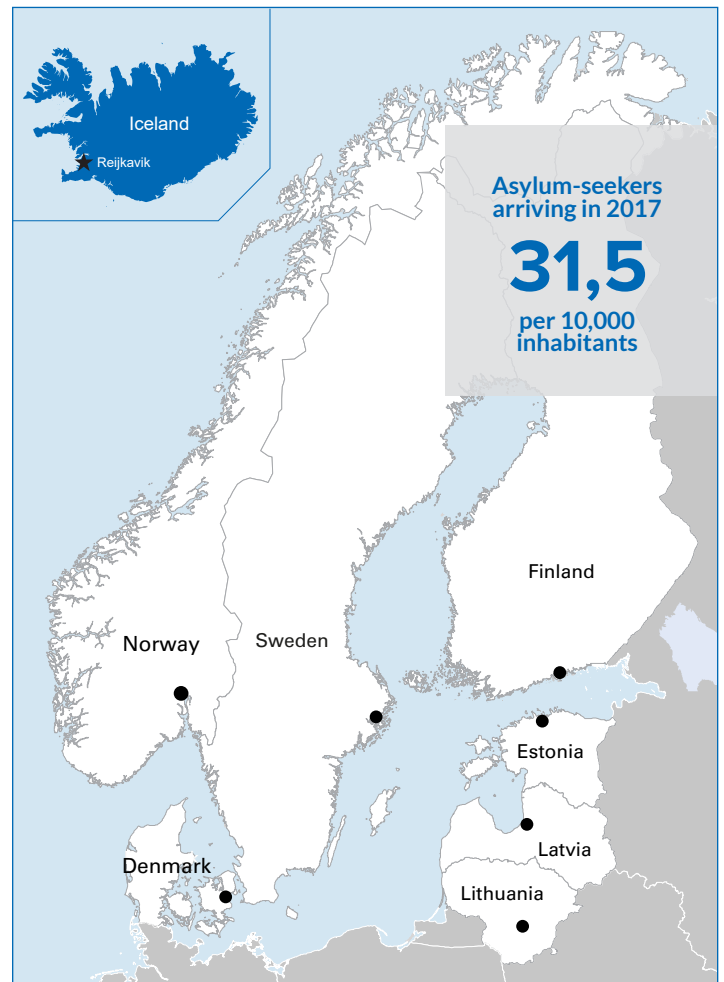 Iceland
Reijkavik
Asylum-seekers
arriving in 2017
31,5
per 10,000
inhabitants
Finland
Norway
Sweden
Estonia
Latvia
Denmark
Lithuania